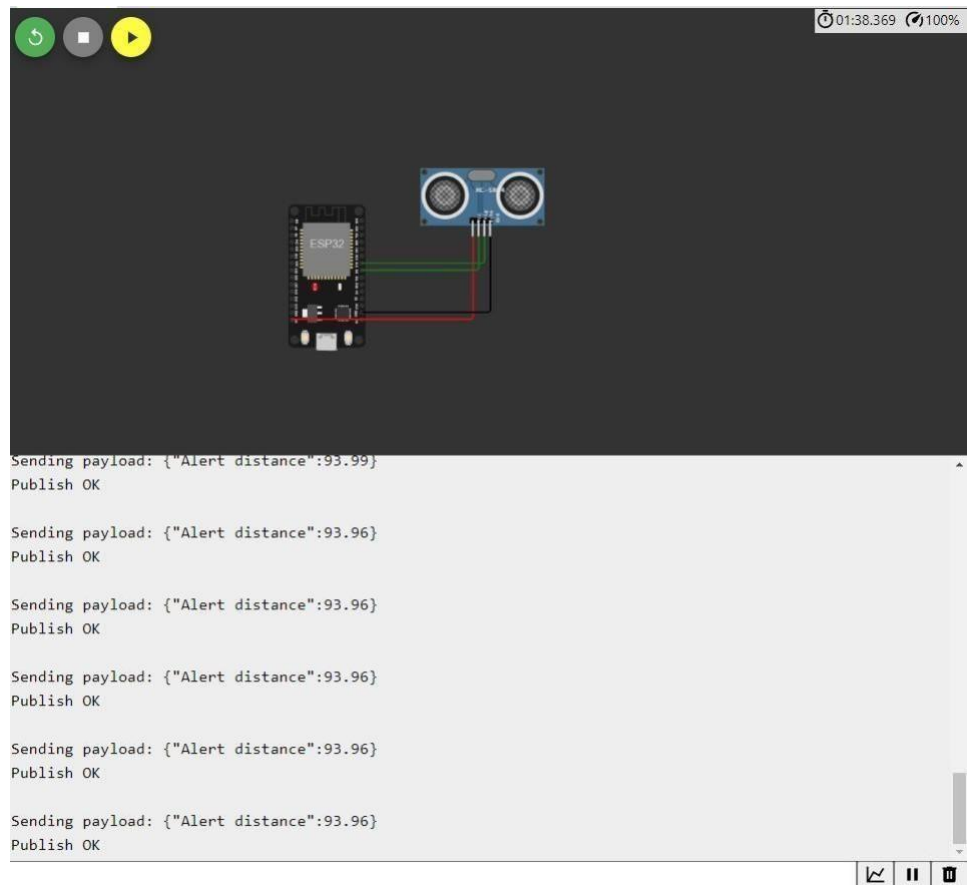 01:38.369 100%
ESP32
Sending payload: {"Alert distance":93.99}
Publish OK
Sending payload: {"Alert distance":93.96}
Publish OK
Sending payload: {"Alert distance":93.96}
Publish OK
Sending payload: {"Alert distance":93.96}
Publish OK
Sending payload: {"Alert distance":93.96}
Publish OK
Sending payload: {"Alert distance":93.96}
Publish OK